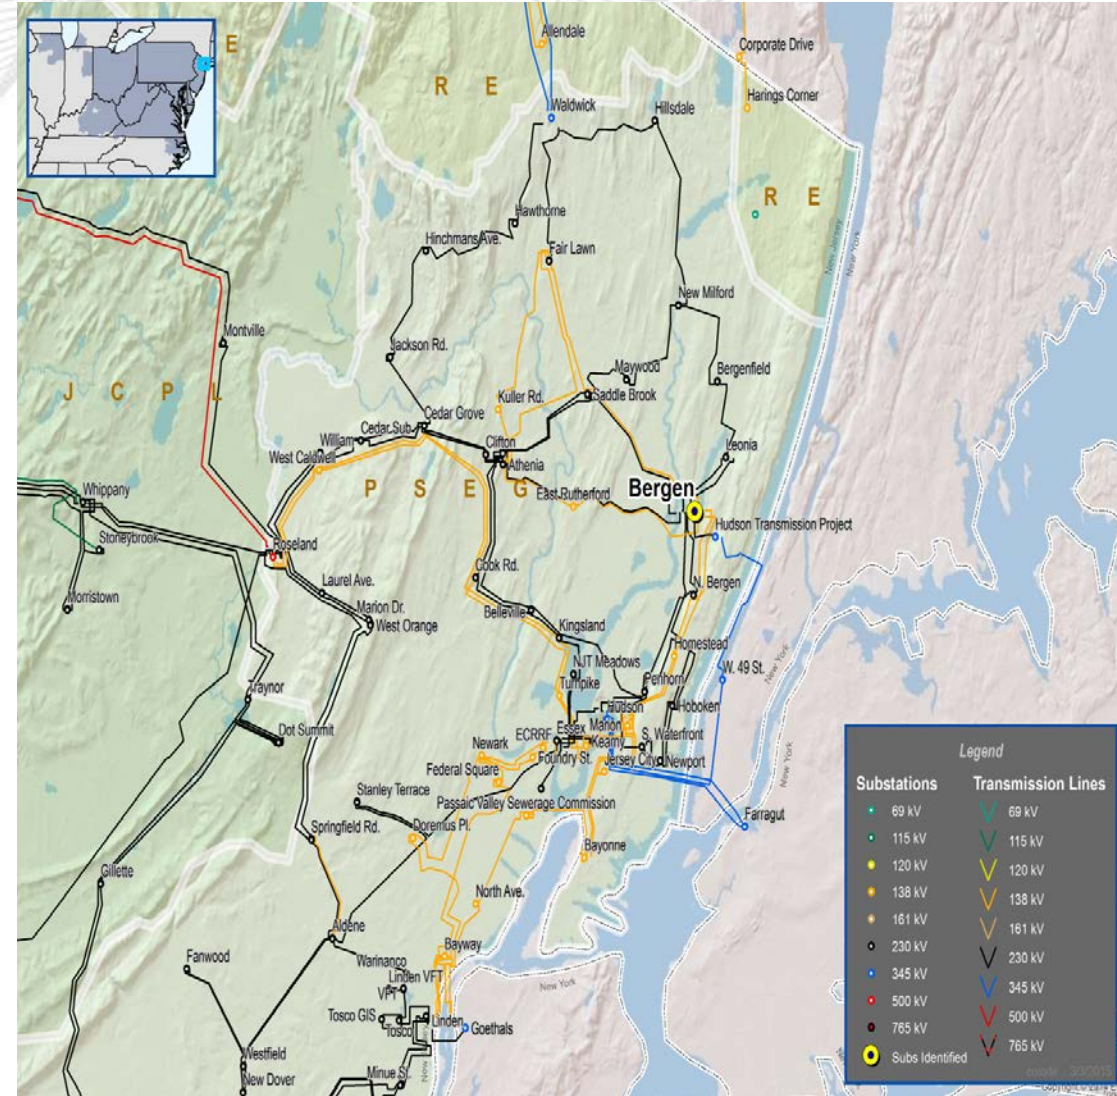 E
Allendale
Corporate Drive
R E
Harings Corner
Waldwick
Hillsdale
R E
Hawthorne
Hinchmans Ave.
Fair Lawn
New Jersey
New York
New Milford
Montville
Jackson Rd.
Maywood
Bergenfield
J C P L
Kuller Rd.
Saddle Brook
Cedar Grove
Cedar Sub
William
Clifton
Leonia
West Caldwell
Athenia
P S E G
Bergen
Whippany
East Rutherford
Hudson Transmission Project
Stoneybrook
Roseland
Cook Rd.
Laurel Ave.
N. Bergen
Morristown
Marion Dr.
West Orange
Belleville
Kingsland
Homestead
New York
NJT Meadows
W. 49 St.
Turnpike
Penhorn
Traynor
Hudson
Hoboken
Dot Summit
ECRRF
Essex
Marion
S. Waterfront
Newark
Kearny
Foundry St.
Jersey City
Newport
New York
Federal Square
Stanley Terrace
Passaic Valley Sewerage Commission
Farragut
Springfield Rd.
Doremus Pl.
Bayonne
Gillette
North Ave.
Aldene
Bayway
Fanwood
Warinanco
Linden VFT
VFT
New York
Tosco GIS
Tosco
Linden
Goethals
Westfield
New Dover
Minue St.
New
Legend
Substations
Transmission Lines
69 kV
69 kV
115 kV
115 kV
120 kV
120 kV
138 kV
138 kV
161 kV
161 kV
230 kV
230 kV
345 kV
345 kV
500 kV
500 kV
765 kV
765 kV
Subs Identified